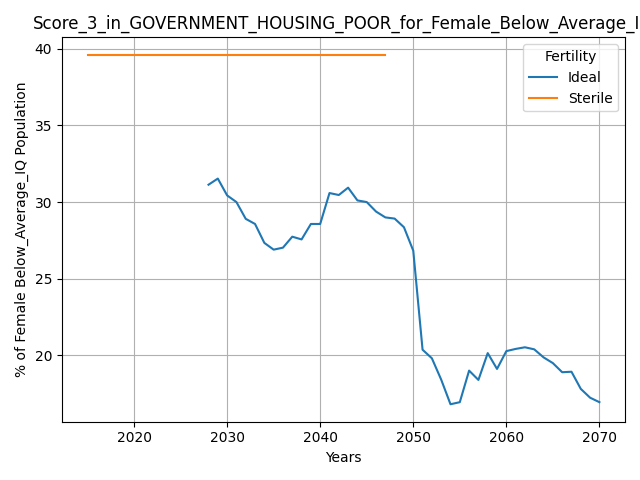 Score_3_in_GOVERNMENT_HOUSING_POOR_for_Female_Below_Average_I
40
35
30
25
20
% of Female Below_Average_IQ Population
Fertility
Ideal
Sterile
2020
2030
2040
2050
2060
2070
Years